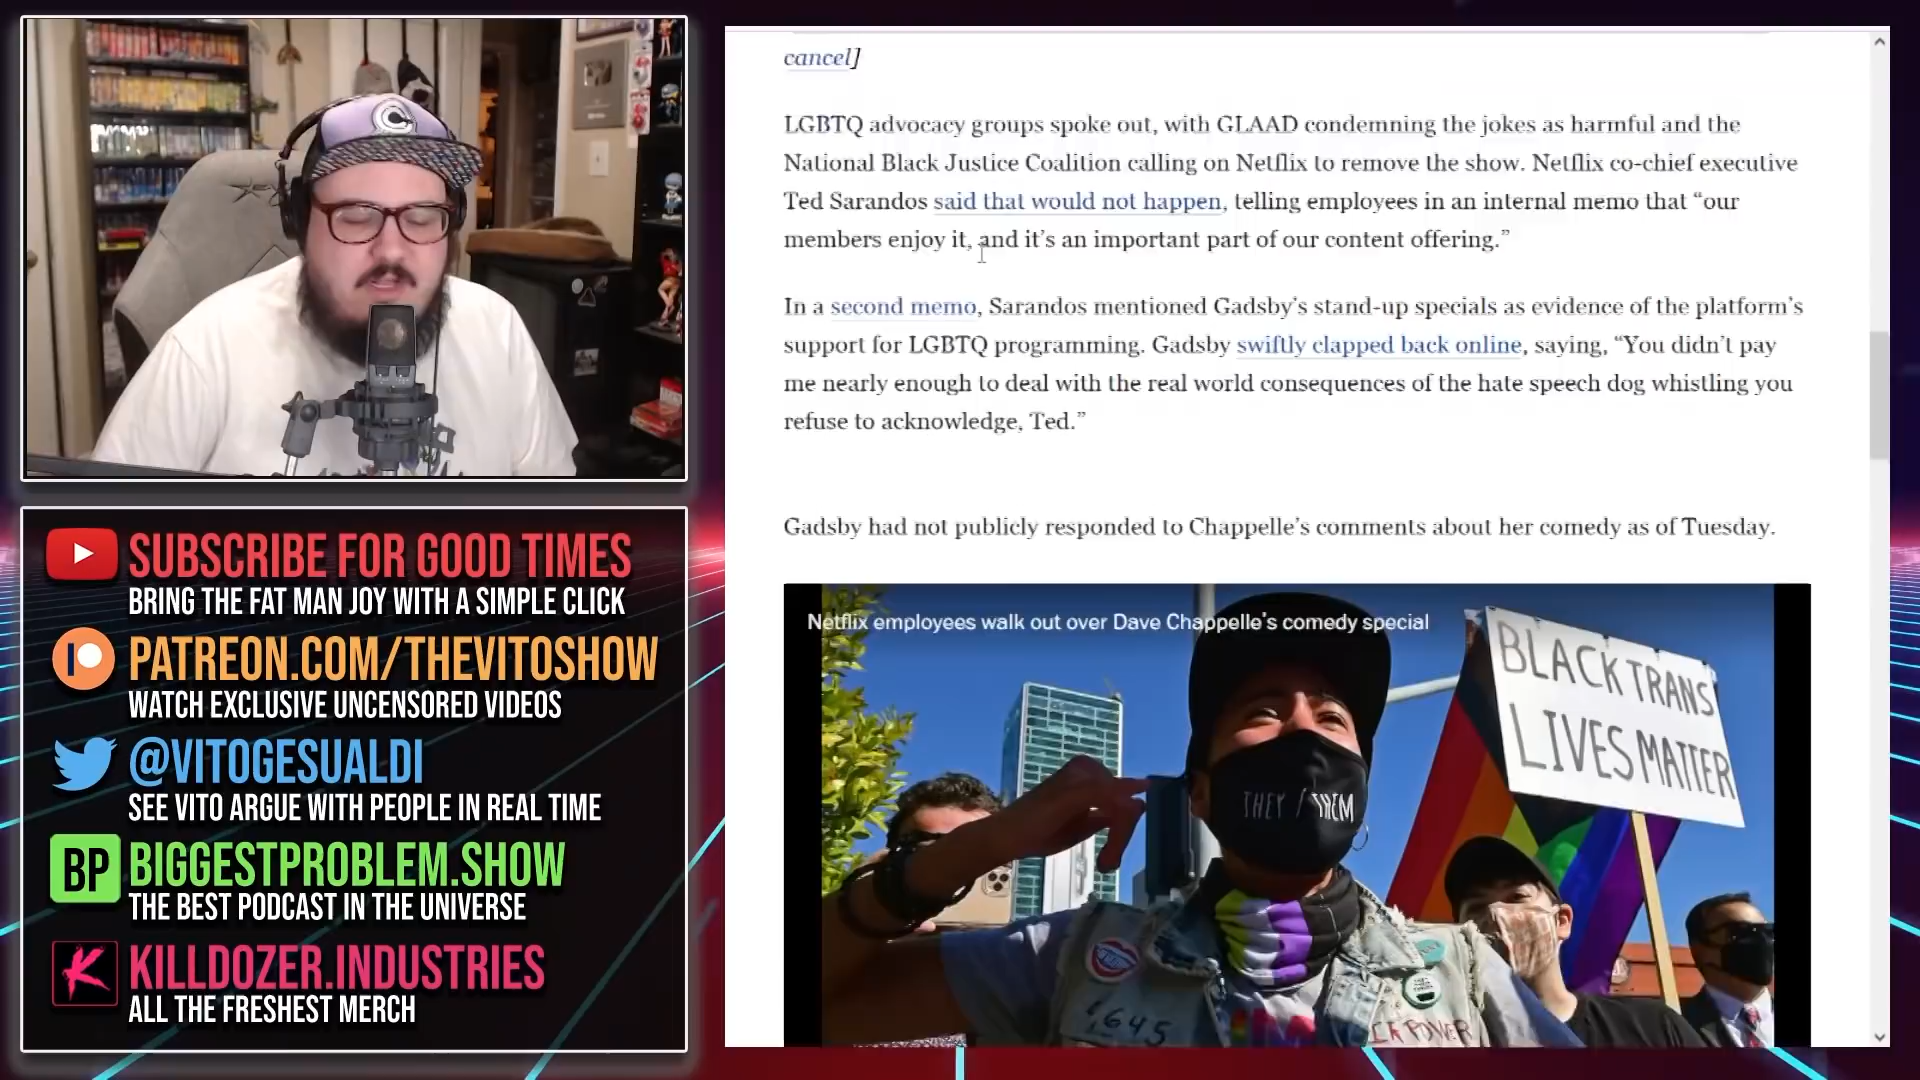 SUBSCRIBE FOR GOOD TIMES
BRING THE FAT MAN JOY WITH A SIMPLE CLICK
PATREON.COM/THEVITOSHOW
WATCH EXCLUSIVE UNCENSORED VIDEOS
@VITOGESUALDI
SEE VITO ARGUE WITH PEOPLE IN REAL TIME
BP
BIGGESTPROBLEM.SHOW
THE BEST PODCAST IN THE UNIVERSE
K
KILLDOZER.INDUSTRIES
ALL THE FRESHEST MERCH
cancel]
LGBTQ advocacy groups spoke out, with GLAAD condemning the jokes as harmful and the
National Black Justice Coalition calling on Netflix to remove the show. Netflix co-chief executive
Ted Sarandos said that would not happen, telling employees in an internal memo that “our
members enjoy it, and it’s an important part of our content offering.”
In a second memo, Sarandos mentioned Gadsby’s stand-up specials as evidence of the platform’s
support for LGBTQ programming. Gadsby swiftly clapped back online, saying, “You didn’t pay
me nearly enough to deal with the real world consequences of the hate speech dog whistling you
refuse to acknowledge, Ted.”
Gadsby had not publicly responded to Chappelle’s comments about her comedy as of Tuesday.
Netflix employees walk out over Dave Chappelle’s comedy special
BLACK TRANS
LIVES MATTER
THEY / THEM
1645
POWER